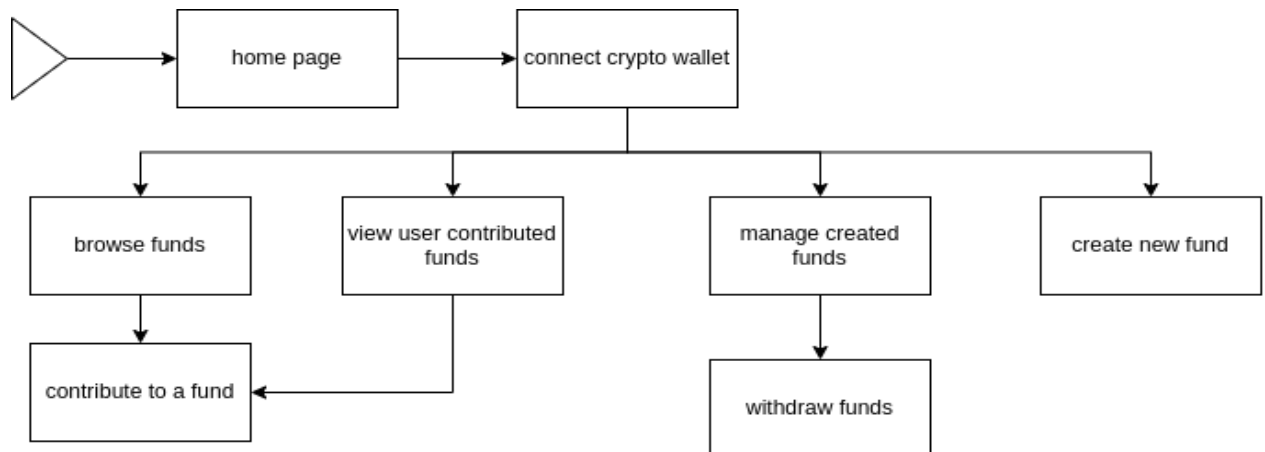 home page
connect crypto wallet
browse funds
view user contributed
funds
manage created
funds
create new fund
contribute to a fund
withdraw funds